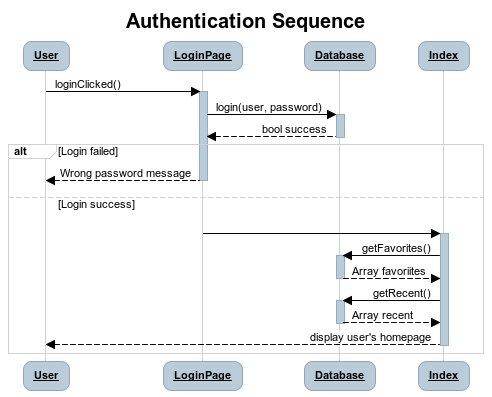 Authentication Sequence
User LoginPage Database Index
loginClicked()
login(user, password)
bool success
alt [Login failed]
Wrong password message
[Login success]
getFavorites()
Array favoriites
getRecent()
Array recent
display user's homepage
User LoginPage Database Index